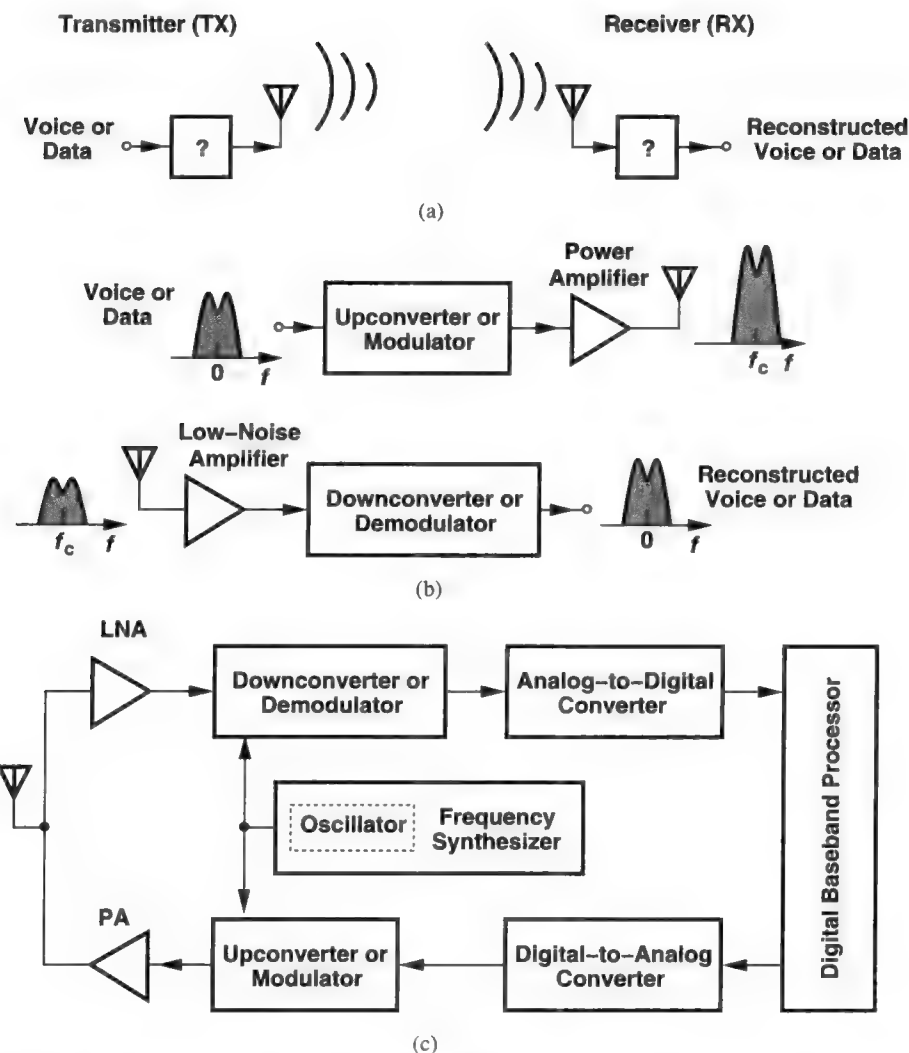 Transmitter (TX)
Receiver (RX)
Voice or
Data
?
?
Reconstructed
Voice or Data
(a)
Voice or
Data
0
f
Upconverter or
Modulator
Power
Amplifier
fc
f
fc
f
Low–Noise
Amplifier
Downconverter or
Demodulator
0
f
Reconstructed
Voice or Data
(b)
LNA
Downconverter or
Demodulator
Analog–to–Digital
Converter
Digital Baseband Processor
Oscillator
Frequency
Synthesizer
PA
Upconverter or
Modulator
Digital–to–Analog
Converter
(c)